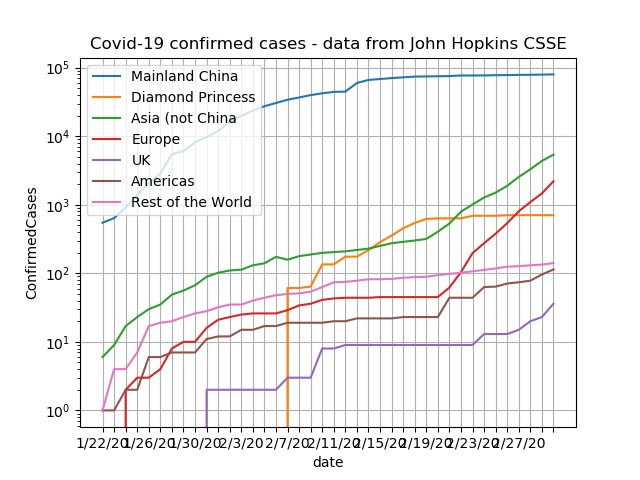 Covid-19 confirmed cases - data from John Hopkins CSSE
10^5
10^4
10^3
10^2
10^1
10^0
ConfirmedCases
Mainland China
Diamond Princess
Asia (not China
Europe
UK
Americas
Rest of the World
1/22/20 1/26/20 1/30/20 2/3/20 2/7/20 2/11/20 2/15/20 2/19/20 2/23/20 2/27/20
date